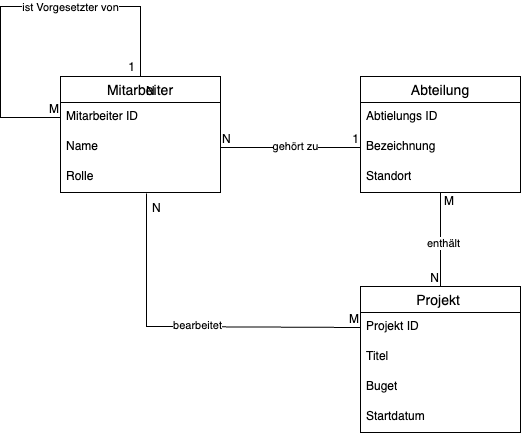 ist Vorgesetzter von
1
Mitarbeiter
N
Abteilung
M
Mitarbeiter ID
Abtielungs ID
N
1
Name
gehört zu
Bezeichnung
Rolle
Standort
N
M
enthält
N
Projekt
M
bearbeitet
Projekt ID
Titel
Buget
Startdatum